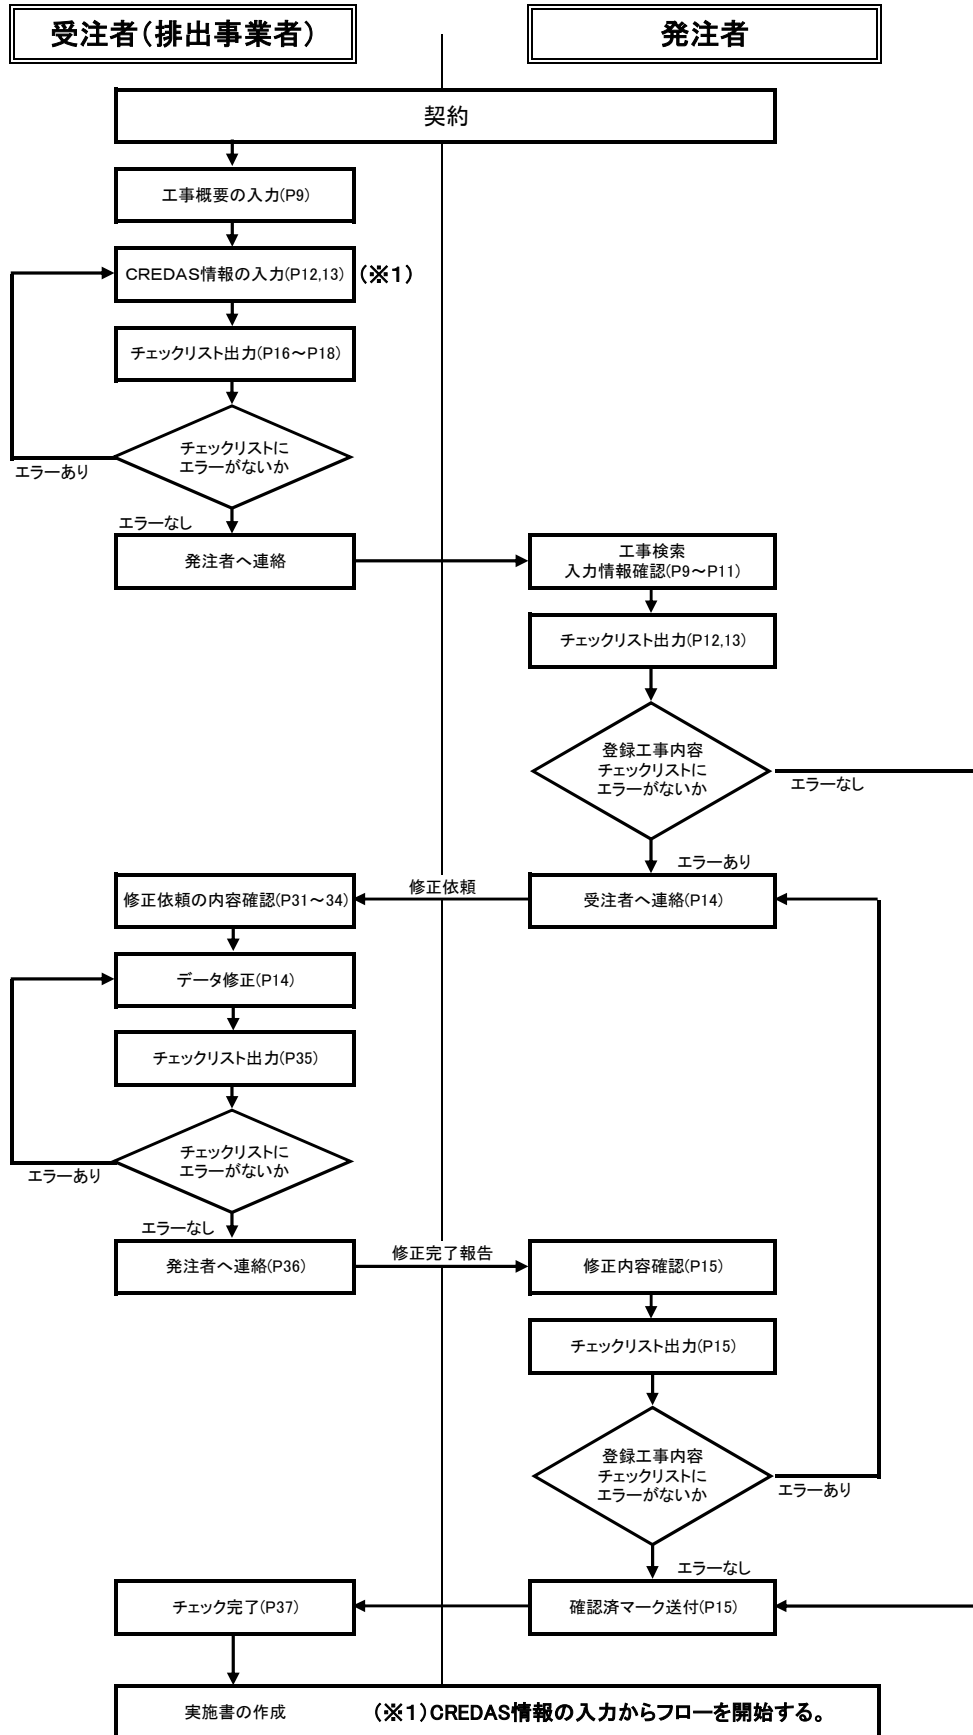 受注者(排出事業者)
発注者
契約
工事概要の入力(P9)
CREDAS情報の入力(P12,13)
(※1)
チェックリスト出力(P16～P18)
チェックリストに
エラーがないか
エラーあり
エラーなし
発注者へ連絡
工事検索
入力情報確認(P9～P11)
チェックリスト出力(P12,13)
登録工事内容
チェックリストに
エラーがないか
エラーなし
エラーあり
修正依頼の内容確認(P31～34)
修正依頼
受注者へ連絡(P14)
データ修正(P14)
チェックリスト出力(P35)
チェックリストに
エラーがないか
エラーあり
エラーなし
発注者へ連絡(P36)
修正完了報告
修正内容確認(P15)
チェックリスト出力(P15)
登録工事内容
チェックリストに
エラーがないか
エラーあり
エラーなし
チェック完了(P37)
確認済マーク送付(P15)
実施書の作成
(※1)CREDAS情報の入力からフローを開始する。